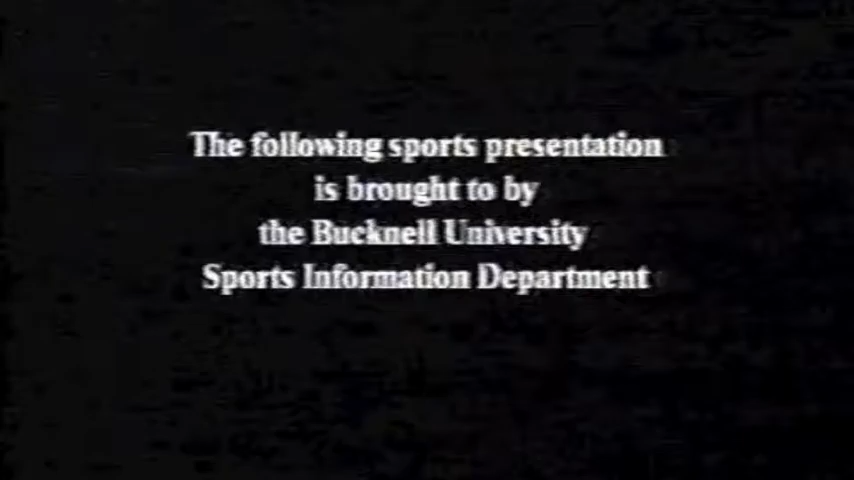 The following sports presentation
is brought to by
the Bucknell University
Sports Information Department